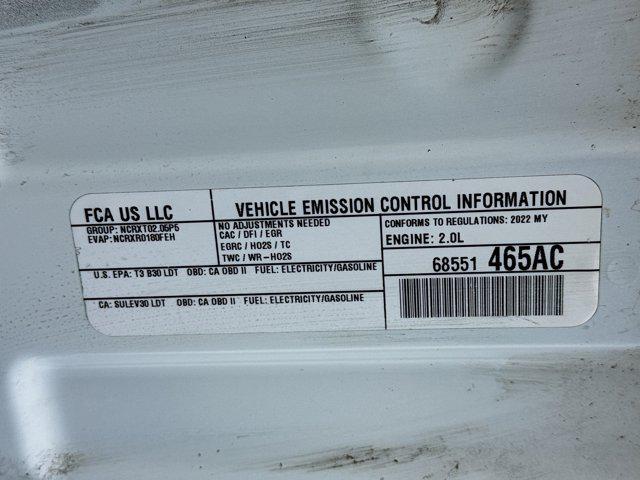 FCA US LLC
GROUP: NCRXT02.05P5
EVAP: NCRXR0180FEH
VEHICLE EMISSION CONTROL INFORMATION
NO ADJUSTMENTS NEEDED
CAC / DFI / EGR
EGRC / HO2S / TC
TWC / WR-HO2S
CONFORMS TO REGULATIONS: 2022 MY
ENGINE: 2.0L
U.S. EPA: T3 B30 LDT OBD: CA OBD II FUEL: ELECTRICITY/GASOLINE
CA: SULEV30 LDT OBD: CA OBD II FUEL: ELECTRICITY/GASOLINE
68551 465AC